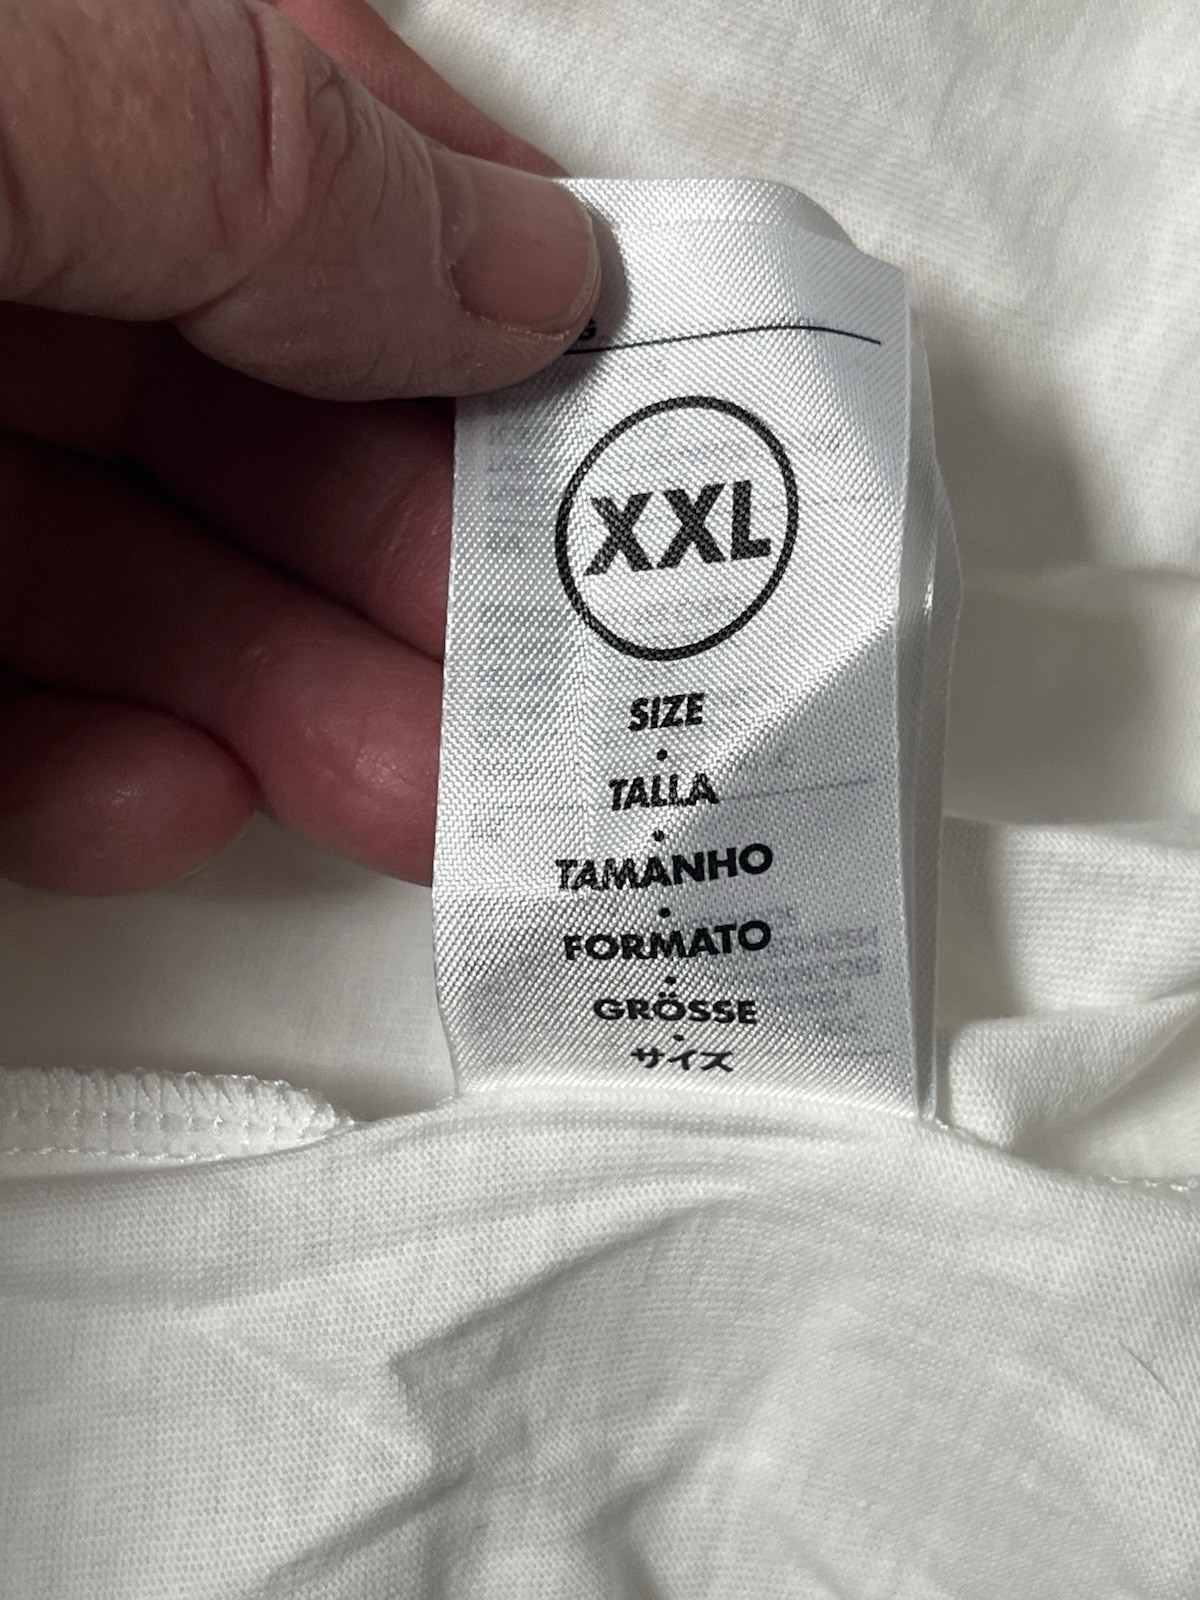 XXL
SIZE
•
TALLA
•
TAMANHO
•
FORMATO
•
GRÖSSE
•
サイズ